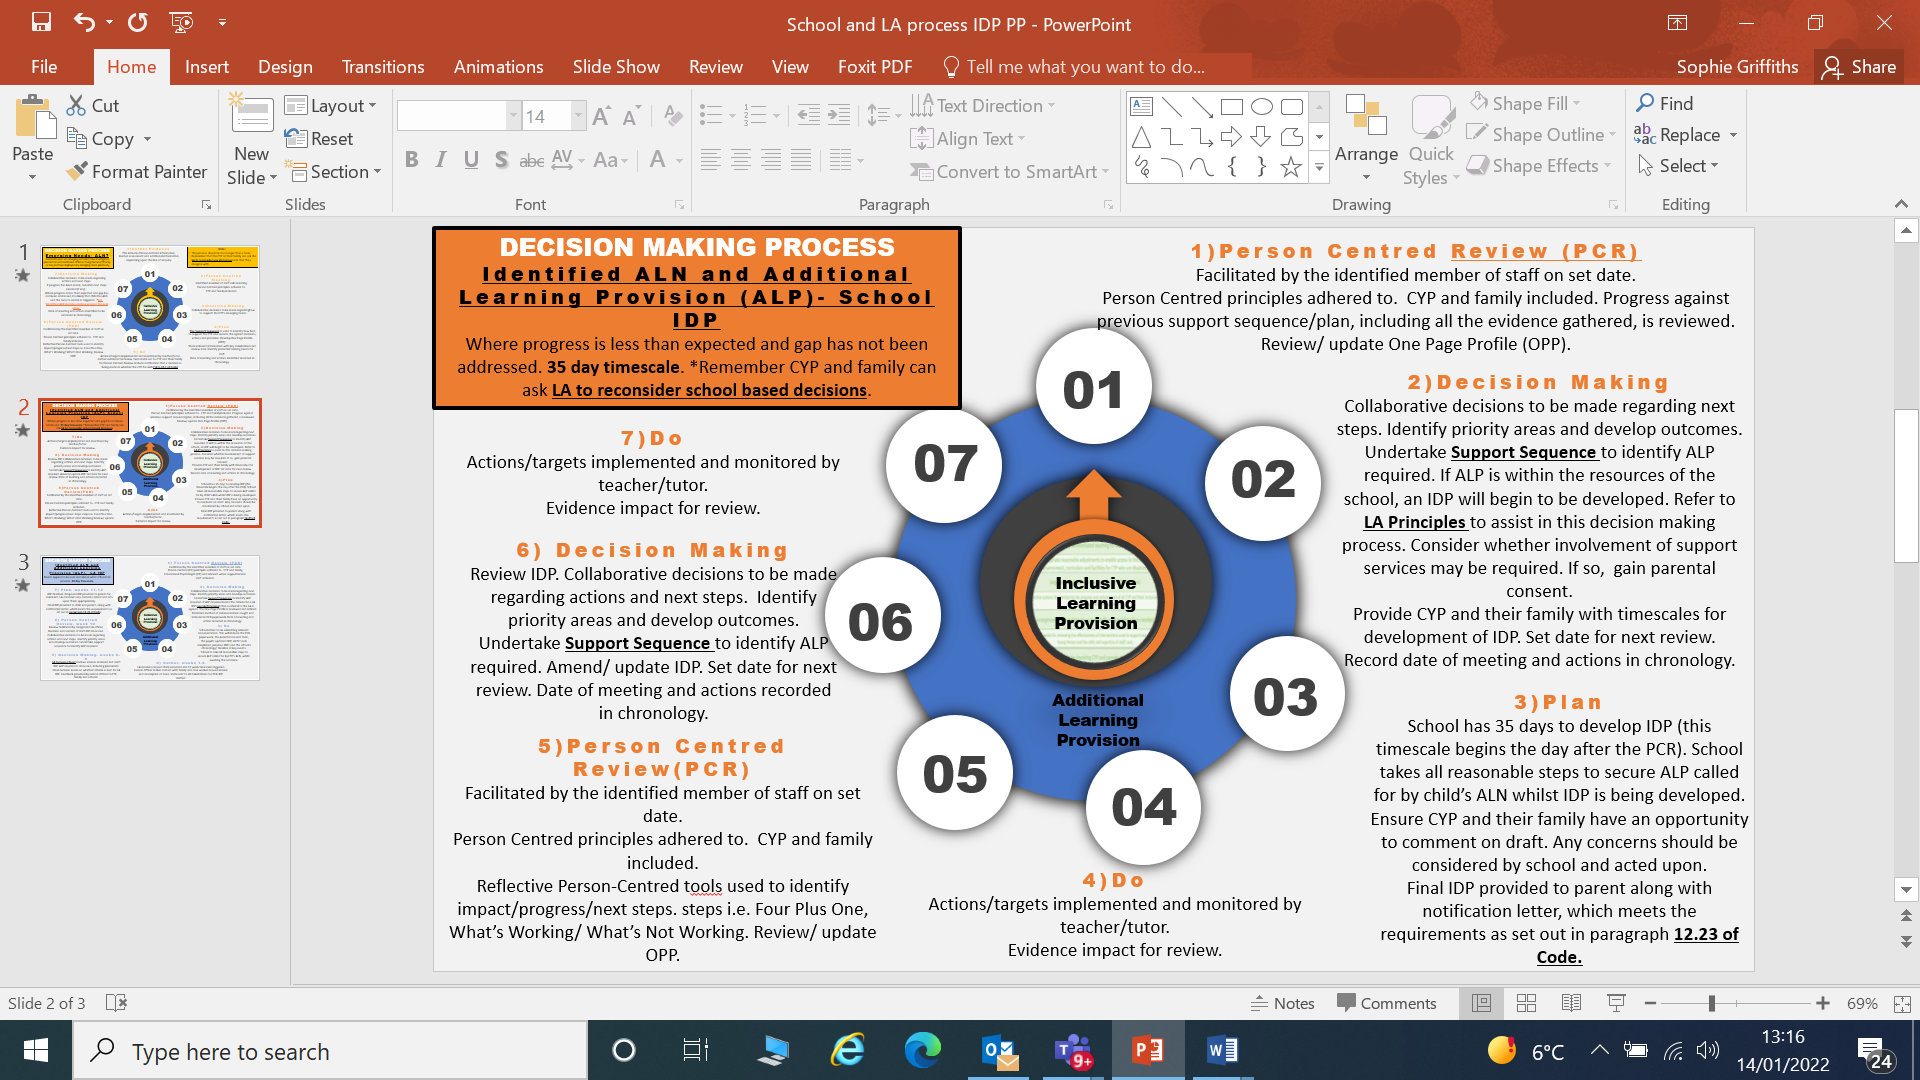 School and LA process IDP PP - PowerPoint
File
Home
Insert
Design
Transitions
Animations
Slide Show
Review
View
Foxit PDF
Tell me what you want to do...
Sophie Griffiths
Share
Paste
Cut
Copy
Format Painter
Clipboard
New
Slide
Layout
Reset
Section
Slides
14
B I U S abc AV Aa A
Font
Text Direction
Align Text
Convert to SmartArt
Paragraph
Arrange
Quick
Styles
Shape Fill
Shape Outline
Shape Effects
Drawing
Find
Replace
Select
Editing
1
2
3
DECISION MAKING PROCESS
Identified ALN and Additional
Learning Provision (ALP)- School
IDP
Where progress is less than expected and gap has not been
addressed. 35 day timescale. *Remember CYP and family can
ask LA to reconsider school based decisions.
1)Person Centred Review (PCR)
Facilitated by the identified member of staff on set date.
Person Centred principles adhered to.  CYP and family included. Progress against
previous support sequence/plan, including all the evidence gathered, is reviewed.
Review/ update One Page Profile (OPP).
2)Decision Making
Collaborative decisions to be made regarding next
steps. Identify priority areas and develop outcomes.
Undertake Support Sequence to identify ALP
required. If ALP is within the resources of the
school, an IDP will begin to be developed. Refer to
LA Principles to assist in this decision making
process. Consider whether involvement of support
services may be required. If so,  gain parental
consent.
Provide CYP and their family with timescales for
development of IDP. Set date for next review.
Record date of meeting and actions in chronology.
3)Plan
School has 35 days to develop IDP (this
timescale begins the day after the PCR). School
takes all reasonable steps to secure ALP called
for by child's ALN whilst IDP is being developed.
Ensure CYP and their family have an opportunity
to comment on draft. Any concerns should be
considered by school and acted upon.
Final IDP provided to parent along with
notification letter, which meets the
requirements as set out in paragraph 12.23 of
Code.
4)Do
Actions/targets implemented and monitored by
teacher/tutor.
Evidence impact for review.
5)Person Centred
Review(PCR)
Facilitated by the identified member of staff on set
date.
Person Centred principles adhered to.  CYP and family
included.
Reflective Person-Centred tools used to identify
impact/progress/next steps. steps i.e. Four Plus One,
What's Working/ What's Not Working. Review/ update
OPP.
6) Decision Making
Review IDP. Collaborative decisions to be made
regarding actions and next steps.  Identify
priority areas and develop outcomes.
Undertake Support Sequence to identify ALP
required. Amend/ update IDP. Set date for next
review. Date of meeting and actions recorded
in chronology.
7)Do
Actions/targets implemented and monitored by
teacher/tutor.
Evidence impact for review.
01
02
03
04
05
06
07
Inclusive
Learning
Provision
Additional
Learning
Provision
Slide 2 of 3
Notes
Comments
69%
Type here to search
9+
6°C
13:16
14/01/2022
24